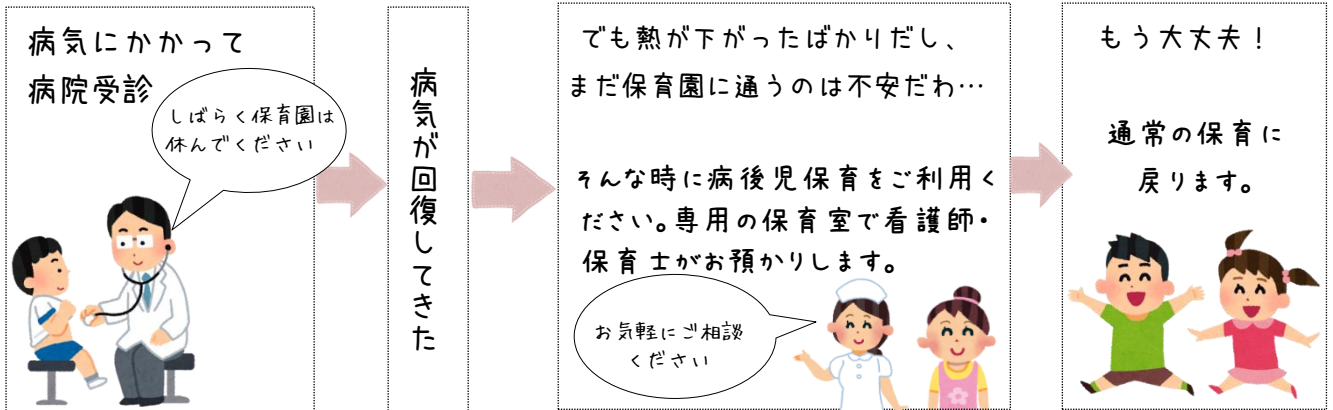 病気にかかって
病院受診
しばらく保育園は
休んでください
病気が回復してきた
でも熱が下がったばかりだし、
まだ保育園に通うのは不安だわ…
そんな時に病後児保育をご利用く
ださい。専用の保育室で看護師・
保育士がお預かりします。
お気軽にご相談
ください
もう大丈夫！
通常の保育に
戻ります。